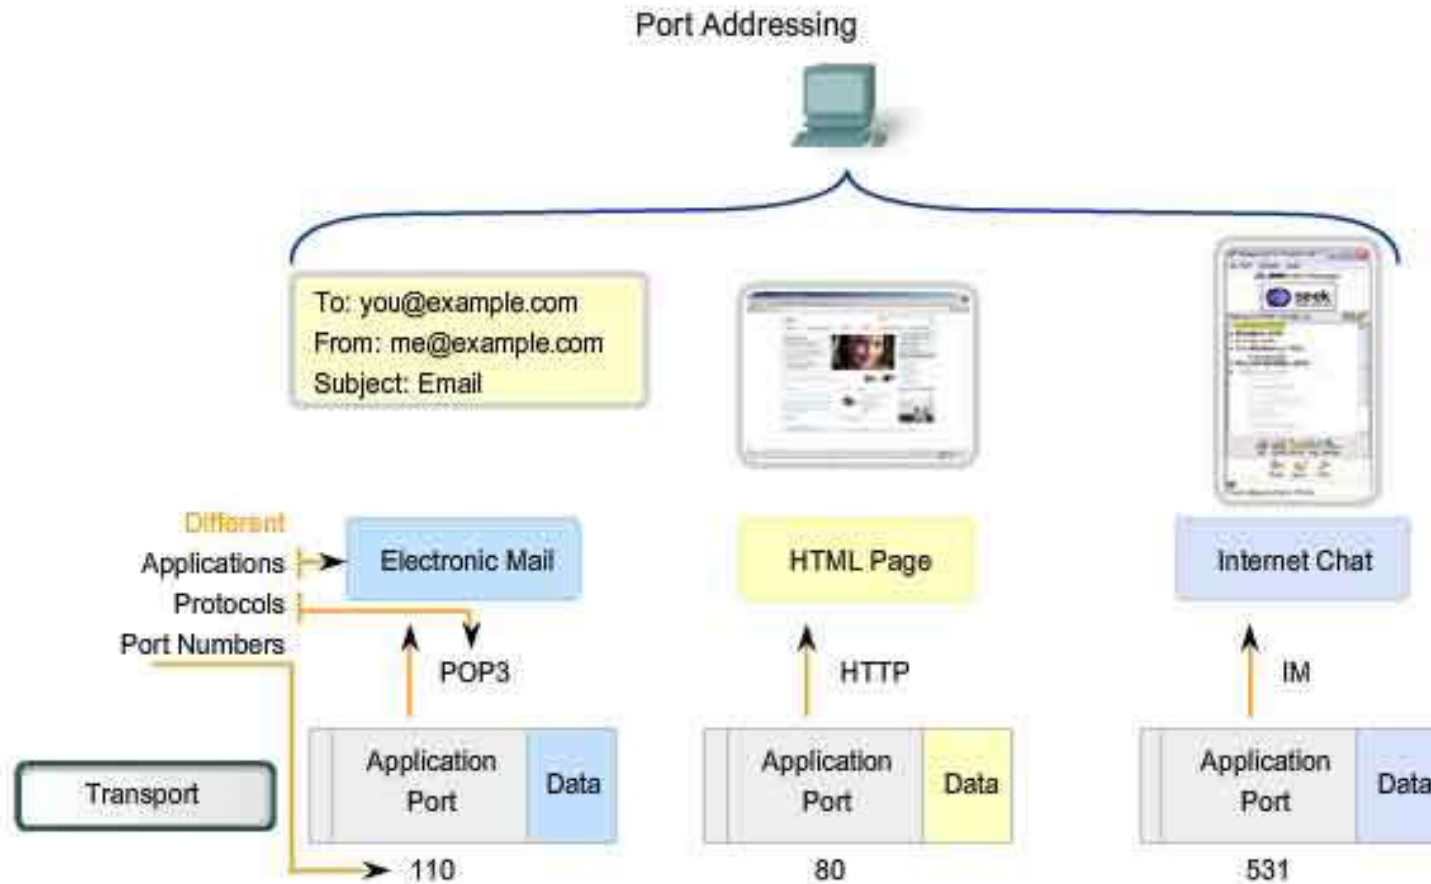 Port Addressing
To: you@example.com
From: me@example.com
Subject: Email
seek
Different
Applications
Protocols
Port Numbers
Electronic Mail
HTML Page
Internet Chat
POP3
HTTP
IM
Transport
Application
Port
Data
Application
Port
Data
Application
Port
Data
110
80
531